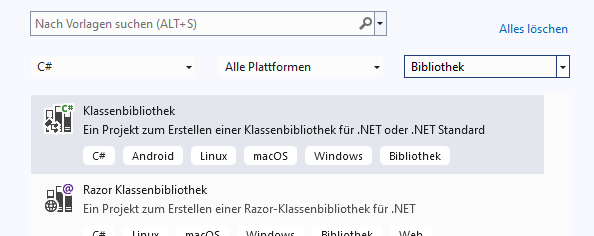 Nach Vorlagen suchen (ALT+S)
Alles löschen
C# Alle Plattformen Bibliothek
C#
Klassenbibliothek
Ein Projekt zum Erstellen einer Klassenbibliothek für .NET oder .NET Standard
C# Android Linux macOS Windows Bibliothek
@
Razor Klassenbibliothek
Ein Projekt zum Erstellen einer Razor-Klassenbibliothek für .NET
C# Linux macOS Windows Bibliothek Web